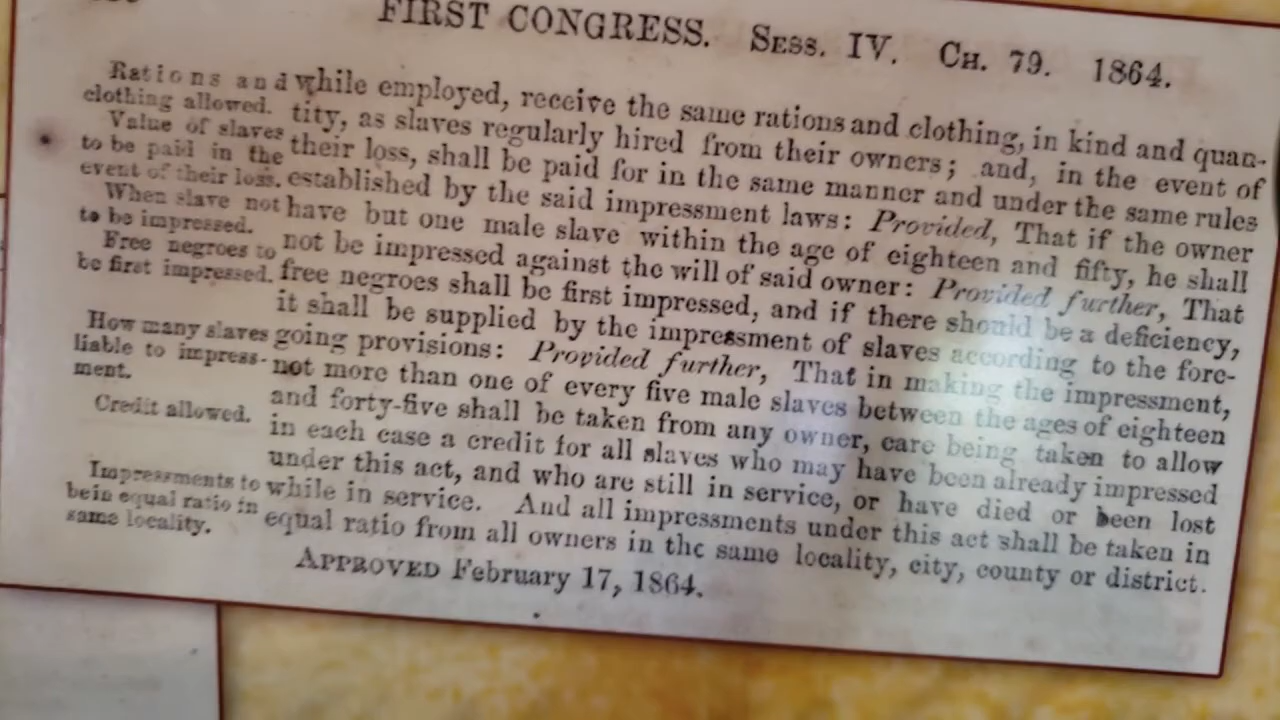 FIRST CONGRESS. SESS. IV. CH. 79. 1864.
Rations and
clothing allowed.
Value of slaves
to be paid in the
event of their loss.
When slave not
to be impressed.
Free negroes to
be first impressed.
How many slaves
liable to impress-
ment.
Credit allowed.
Impressments to
be in equal ratio in
same locality.
while employed, receive the same rations and clothing, in kind and quan-
tity, as slaves regularly hired from their owners; and, in the event of
their loss, shall be paid for in the same manner and under the same rules
established by the said impressment laws: Provided, That if the owner
have but one male slave within the age of eighteen and fifty, he shall
not be impressed against the will of said owner: Provided further, That
free negroes shall be first impressed, and if there should be a deficiency,
it shall be supplied by the impressment of slaves according to the fore-
going provisions: Provided further, That in making the impressment,
not more than one of every five male slaves between the ages of eighteen
and forty-five shall be taken from any owner, care being taken to allow
in each case a credit for all slaves who may have been already impressed
under this act, and who are still in service, or have died or been lost
while in service. And all impressments under this act shall be taken in
equal ratio from all owners in the same locality, city, county or district.
APPROVED February 17, 1864.